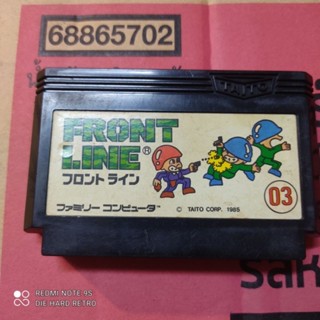 68865702
FRONT
LINE®
フロント ライン
03
ファミリー コンピュータ
© TAITO CORP. 1985
REDMI NOTE 9S
DIE HARD RETRO